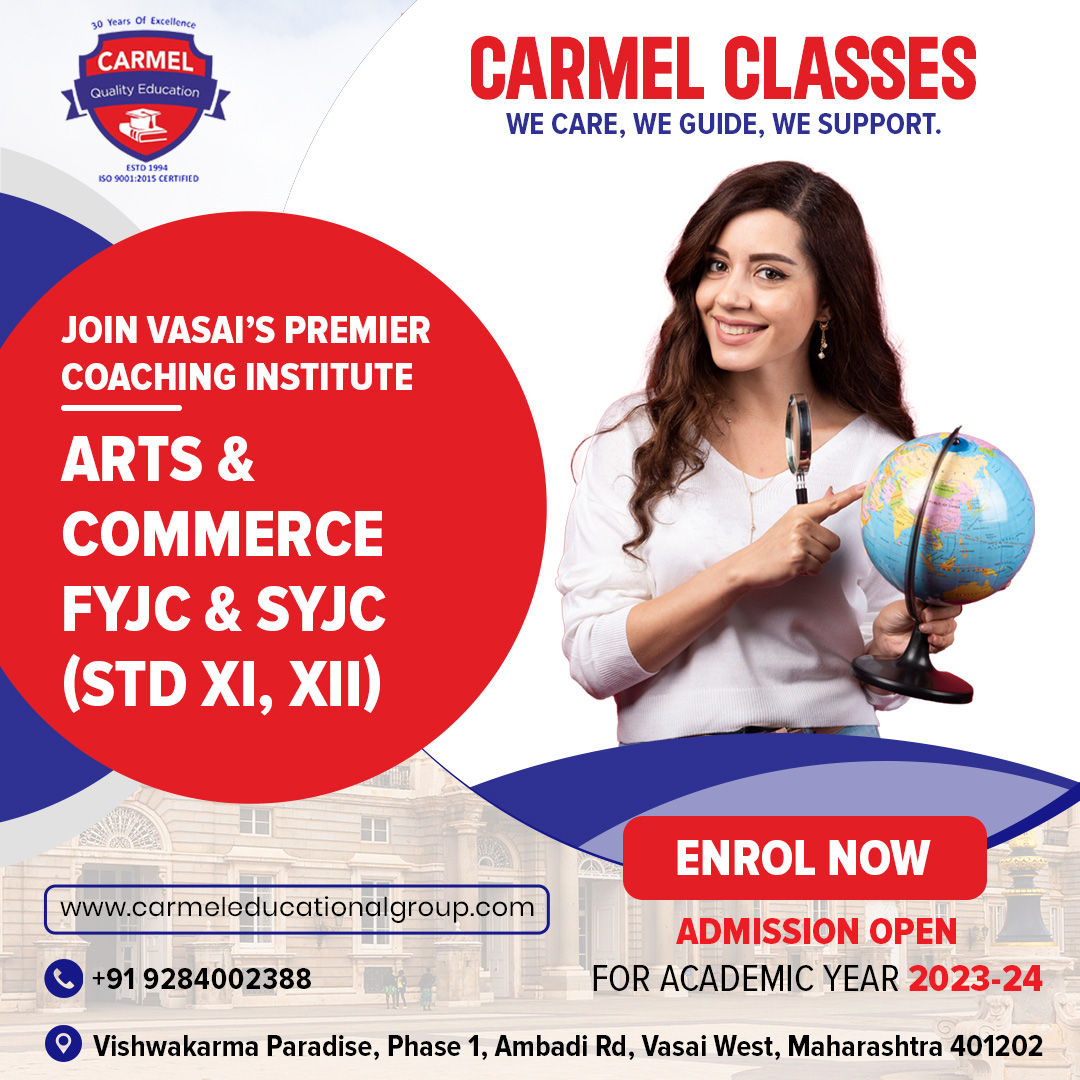 30 Years Of Excellence
CARMEL
Quality Education
ESTD 1994
ISO 9001:2015 CERTIFIED
CARMEL CLASSES
WE CARE, WE GUIDE, WE SUPPORT.
JOIN VASAI'S PREMIER
COACHING INSTITUTE
ARTS &
COMMERCE
FYJC & SYJC
(STD XI, XII)
ENROL NOW
ADMISSION OPEN
FOR ACADEMIC YEAR 2023-24
www.carmeleducationalgroup.com
+91 9284002388
Vishwakarma Paradise, Phase 1, Ambadi Rd, Vasai West, Maharashtra 401202